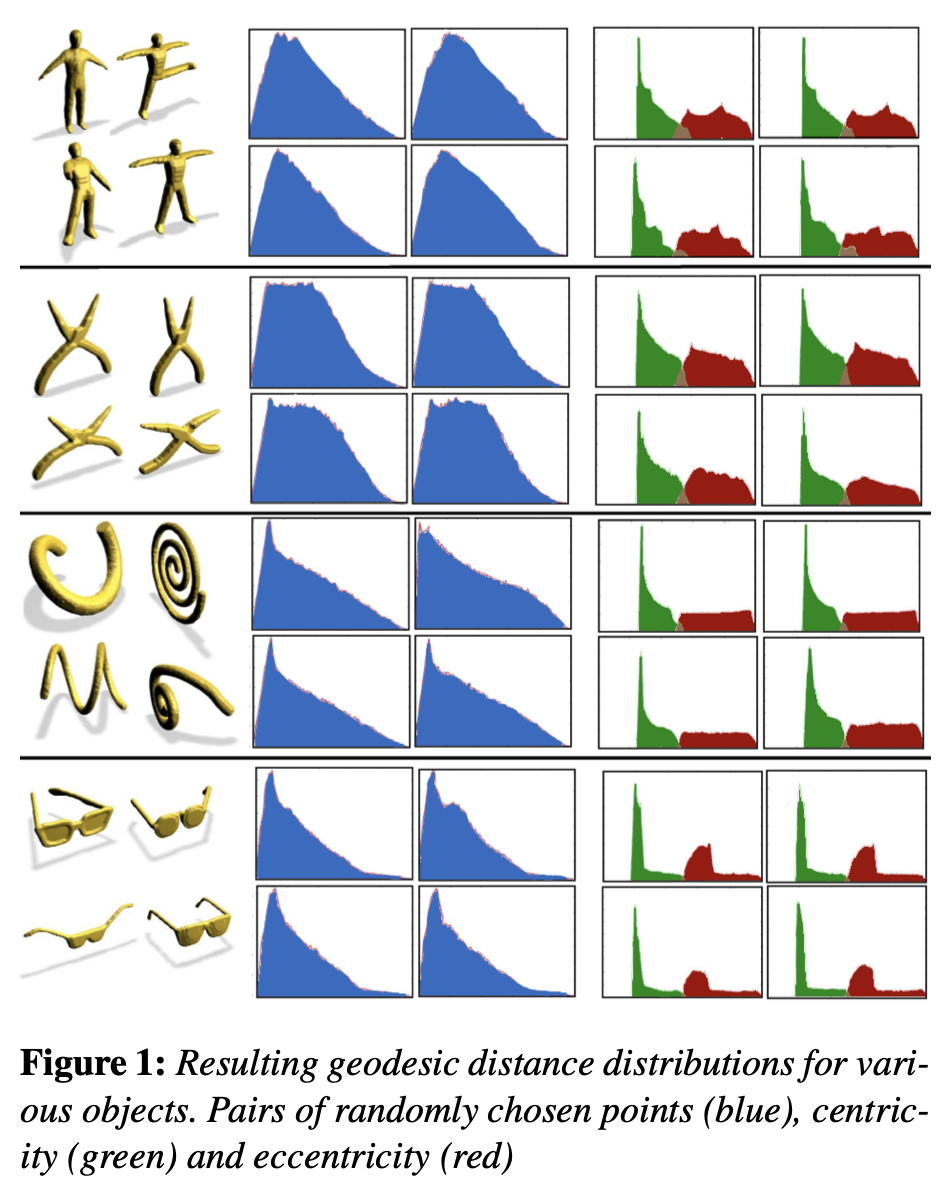 Figure 1: Resulting geodesic distance distributions for vari-
ous objects. Pairs of randomly chosen points (blue), centric-
ity (green) and eccentricity (red)